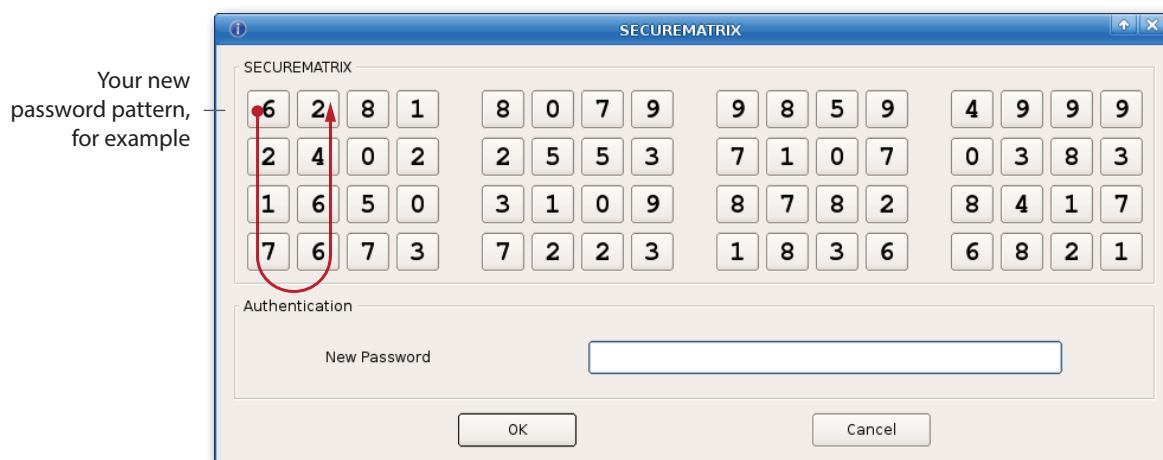 SECUREMATRIX
Your new
password pattern,
for example
SECUREMATRIX
6 2 8 1 8 0 7 9 9 8 5 9 4 9 9 9
2 4 0 2 2 5 5 3 7 1 0 7 0 3 8 3
1 6 5 0 3 1 0 9 8 7 8 2 8 4 1 7
7 6 7 3 7 2 2 3 1 8 3 6 6 8 2 1
Authentication
New Password
OK Cancel